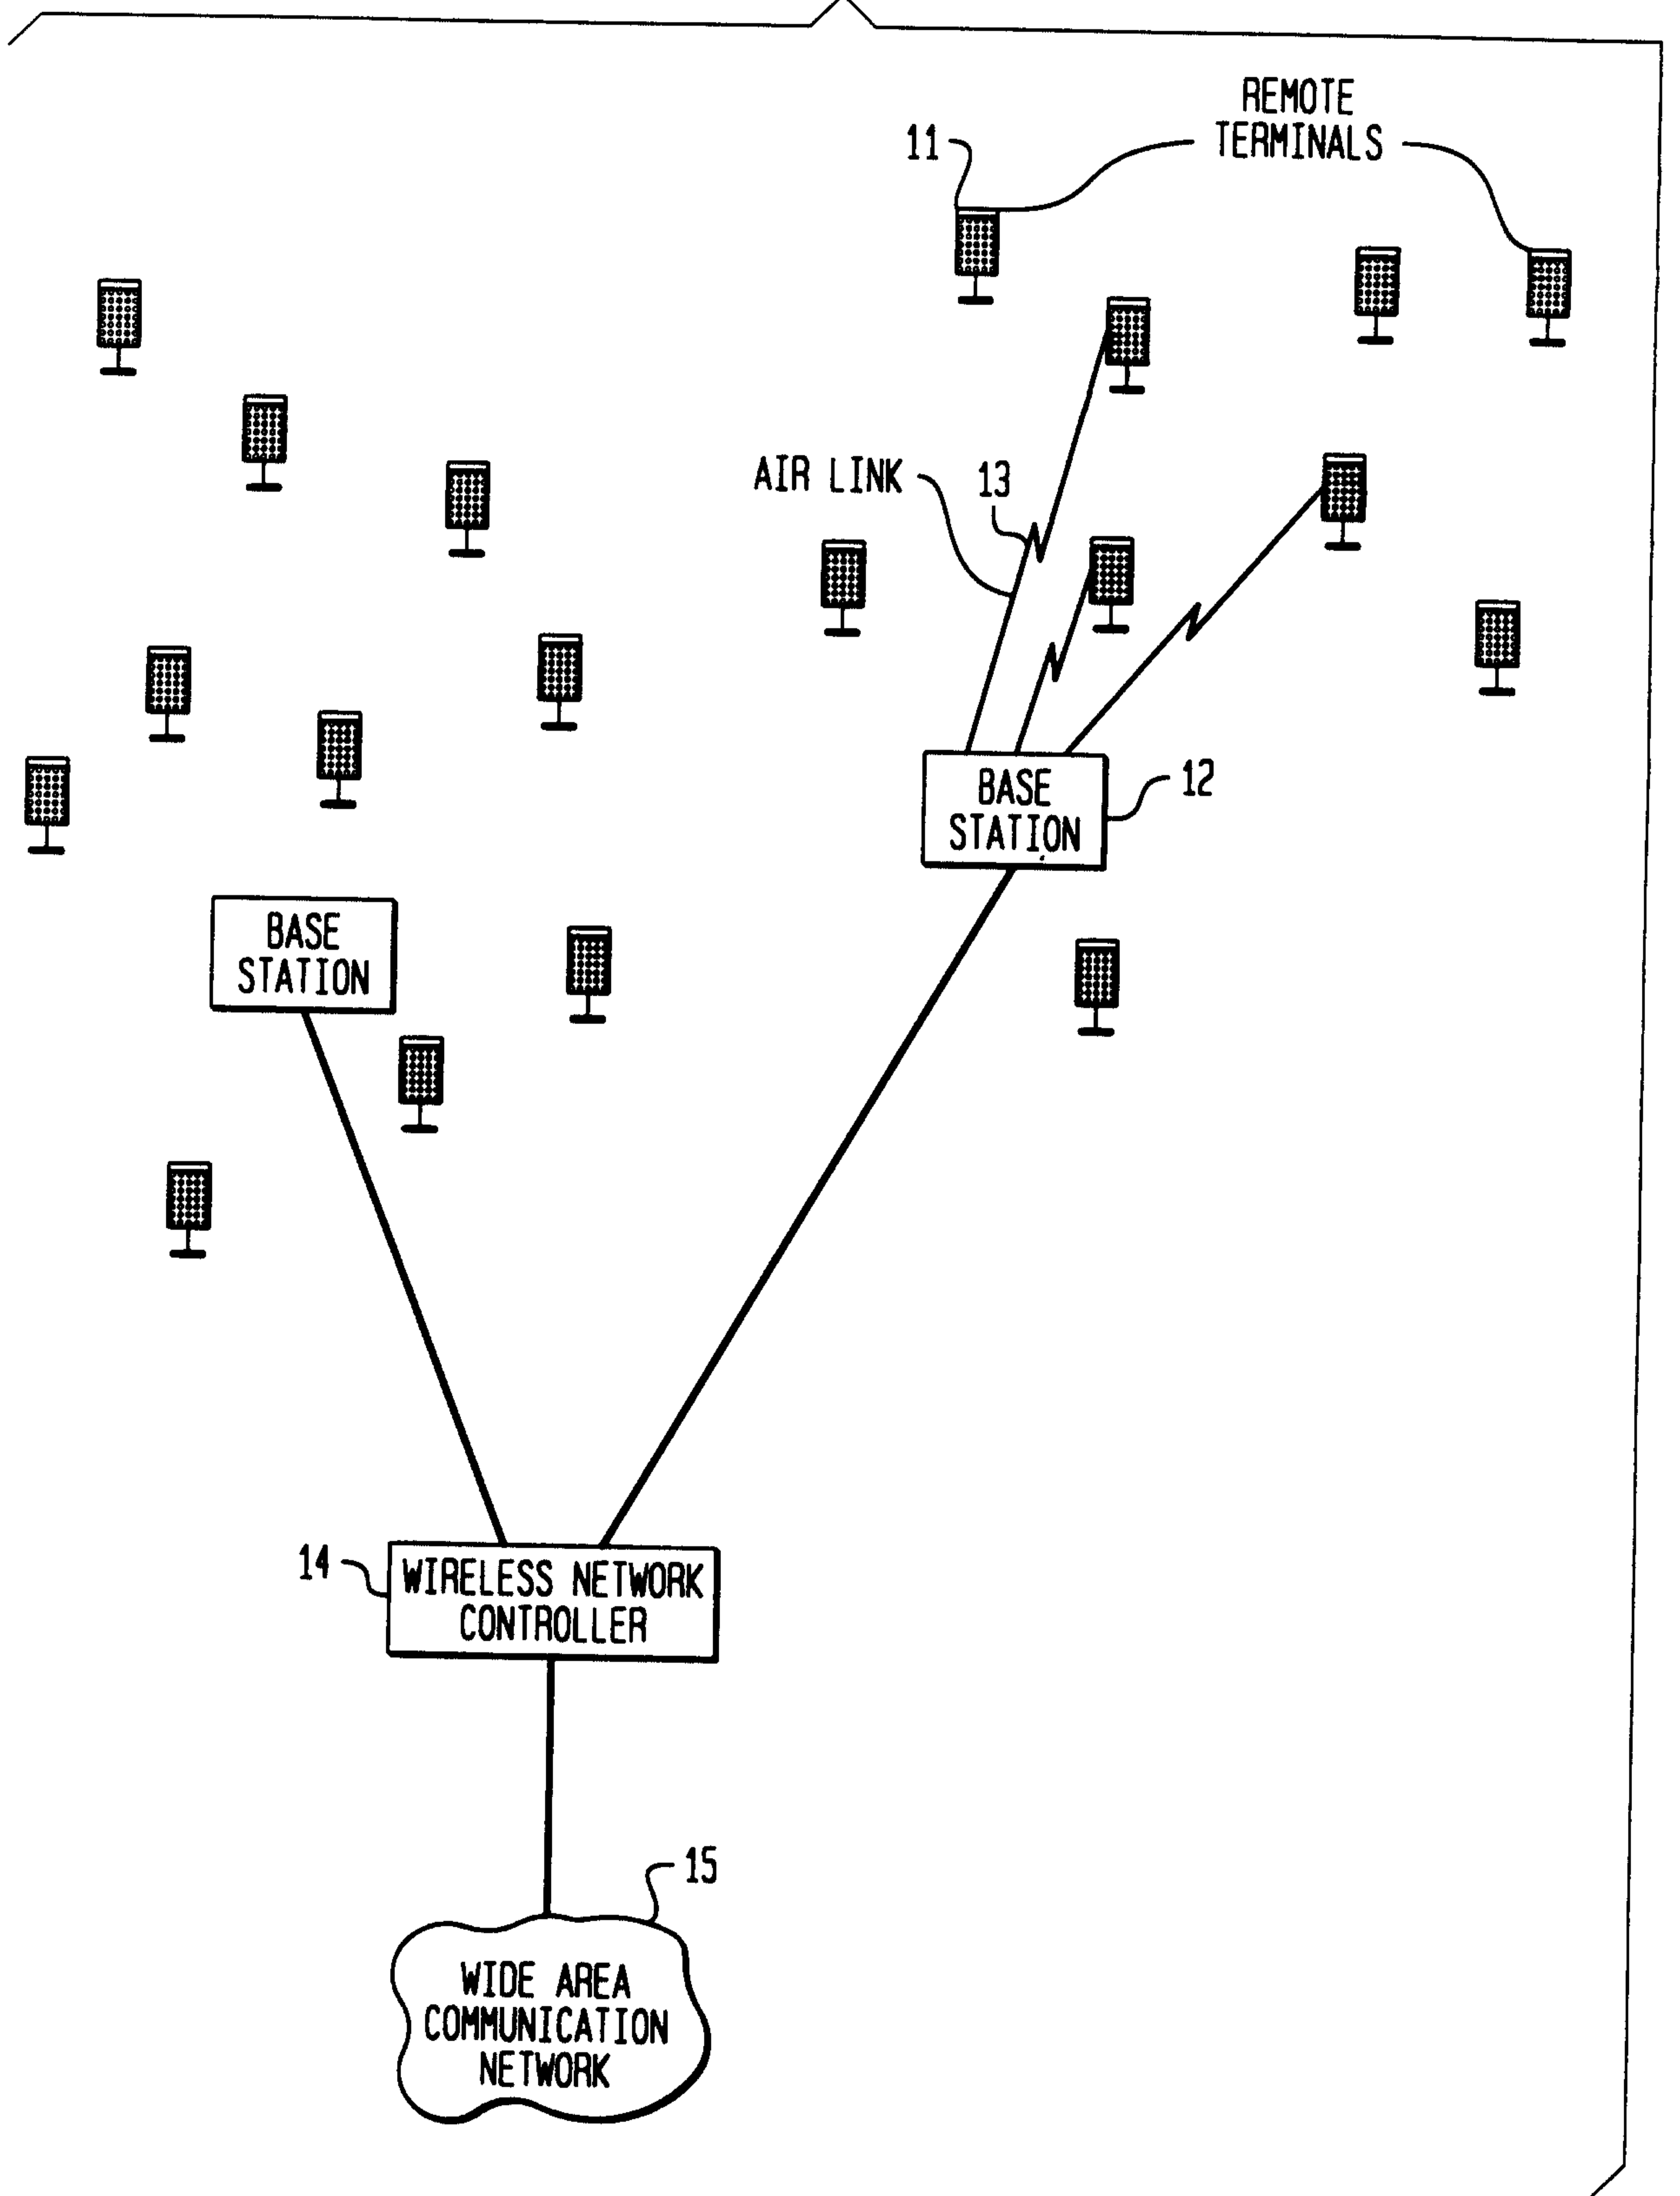 REMOTE
TERMINALS
11
AIR LINK
13
BASE
STATION
12
BASE
STATION
14
WIRELESS NETWORK
CONTROLLER
15
WIDE AREA
COMMUNICATION
NETWORK